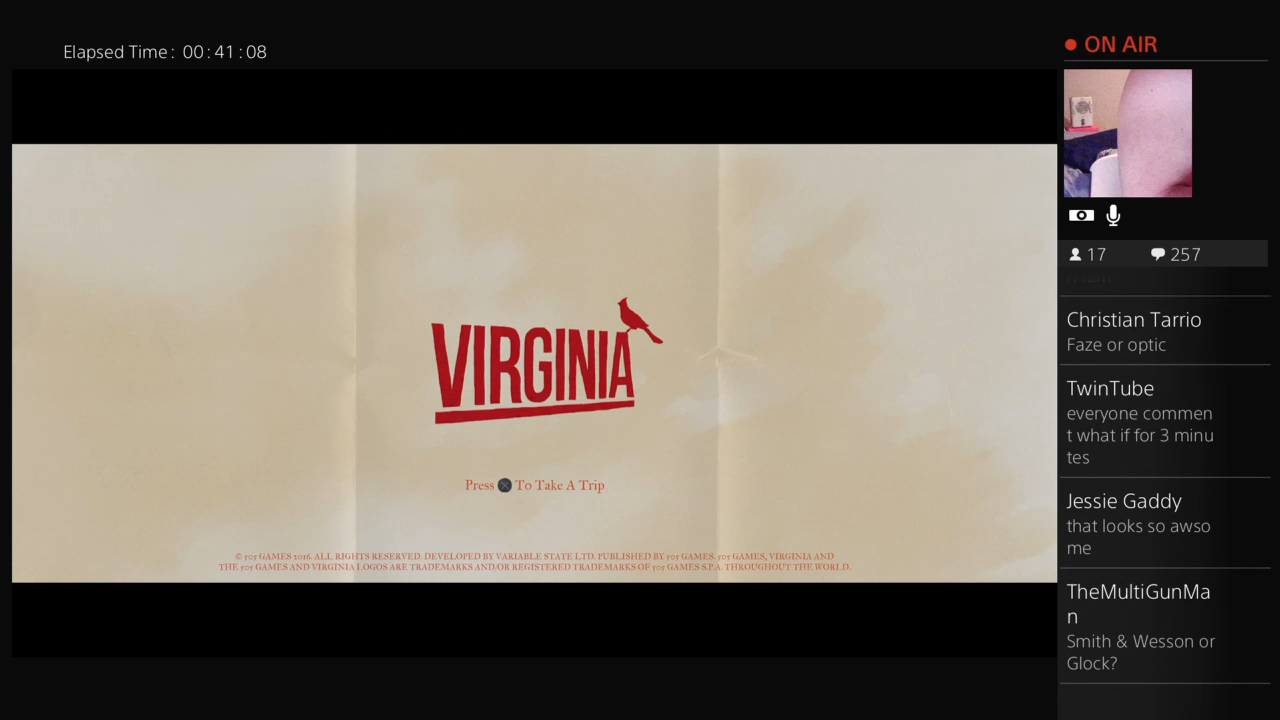 Elapsed Time: 00:41:08
ON AIR
17 257
Christian Tarrio
Faze or optic
TwinTube
everyone commen
t what if for 3 minu
tes
Jessie Gaddy
that looks so awso
me
TheMultiGunMa
n
Smith & Wesson or
Glock?
VIRGINIA
Press To Take A Trip
© 505 GAMES 2016. ALL RIGHTS RESERVED. DEVELOPED BY VARIABLE STATE LTD. PUBLISHED BY 505 GAMES. 505 GAMES, VIRGINIA AND
THE 505 GAMES AND VIRGINIA LOGOS ARE TRADEMARKS AND/OR REGISTERED TRADEMARKS OF 505 GAMES S.P.A. THROUGHOUT THE WORLD.